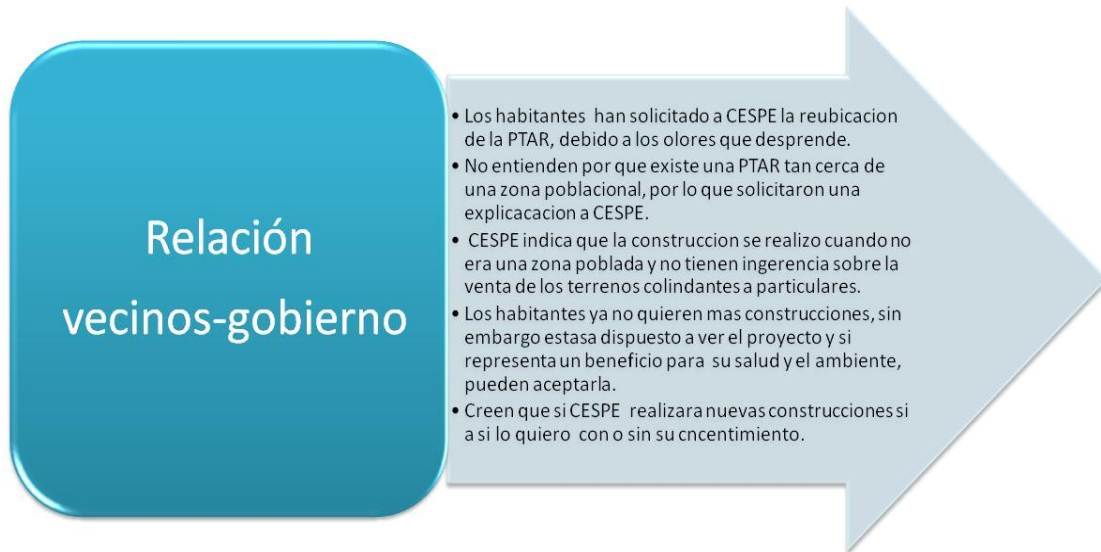 Relación
vecinos-gobierno
• Los habitantes han solicitado a CESPE la reubicacion
de la PTAR, debido a los olores que desprende.
• No entienden por que existe una PTAR tan cerca de
una zona poblacional, por lo que solicitaron una
explicacacion a CESPE.
• CESPE indica que la construccion se realizo cuando no
era una zona poblada y no tienen ingerencia sobre la
venta de los terrenos colindantes a particulares.
• Los habitantes ya no quieren mas construcciones, sin
embargo estasa dispuesto a ver el proyecto y si
representa un beneficio para su salud y el ambiente,
pueden aceptarla.
• Creen que si CESPE realizara nuevas construcciones si
a si lo quiero con o sin su cncentimiento.